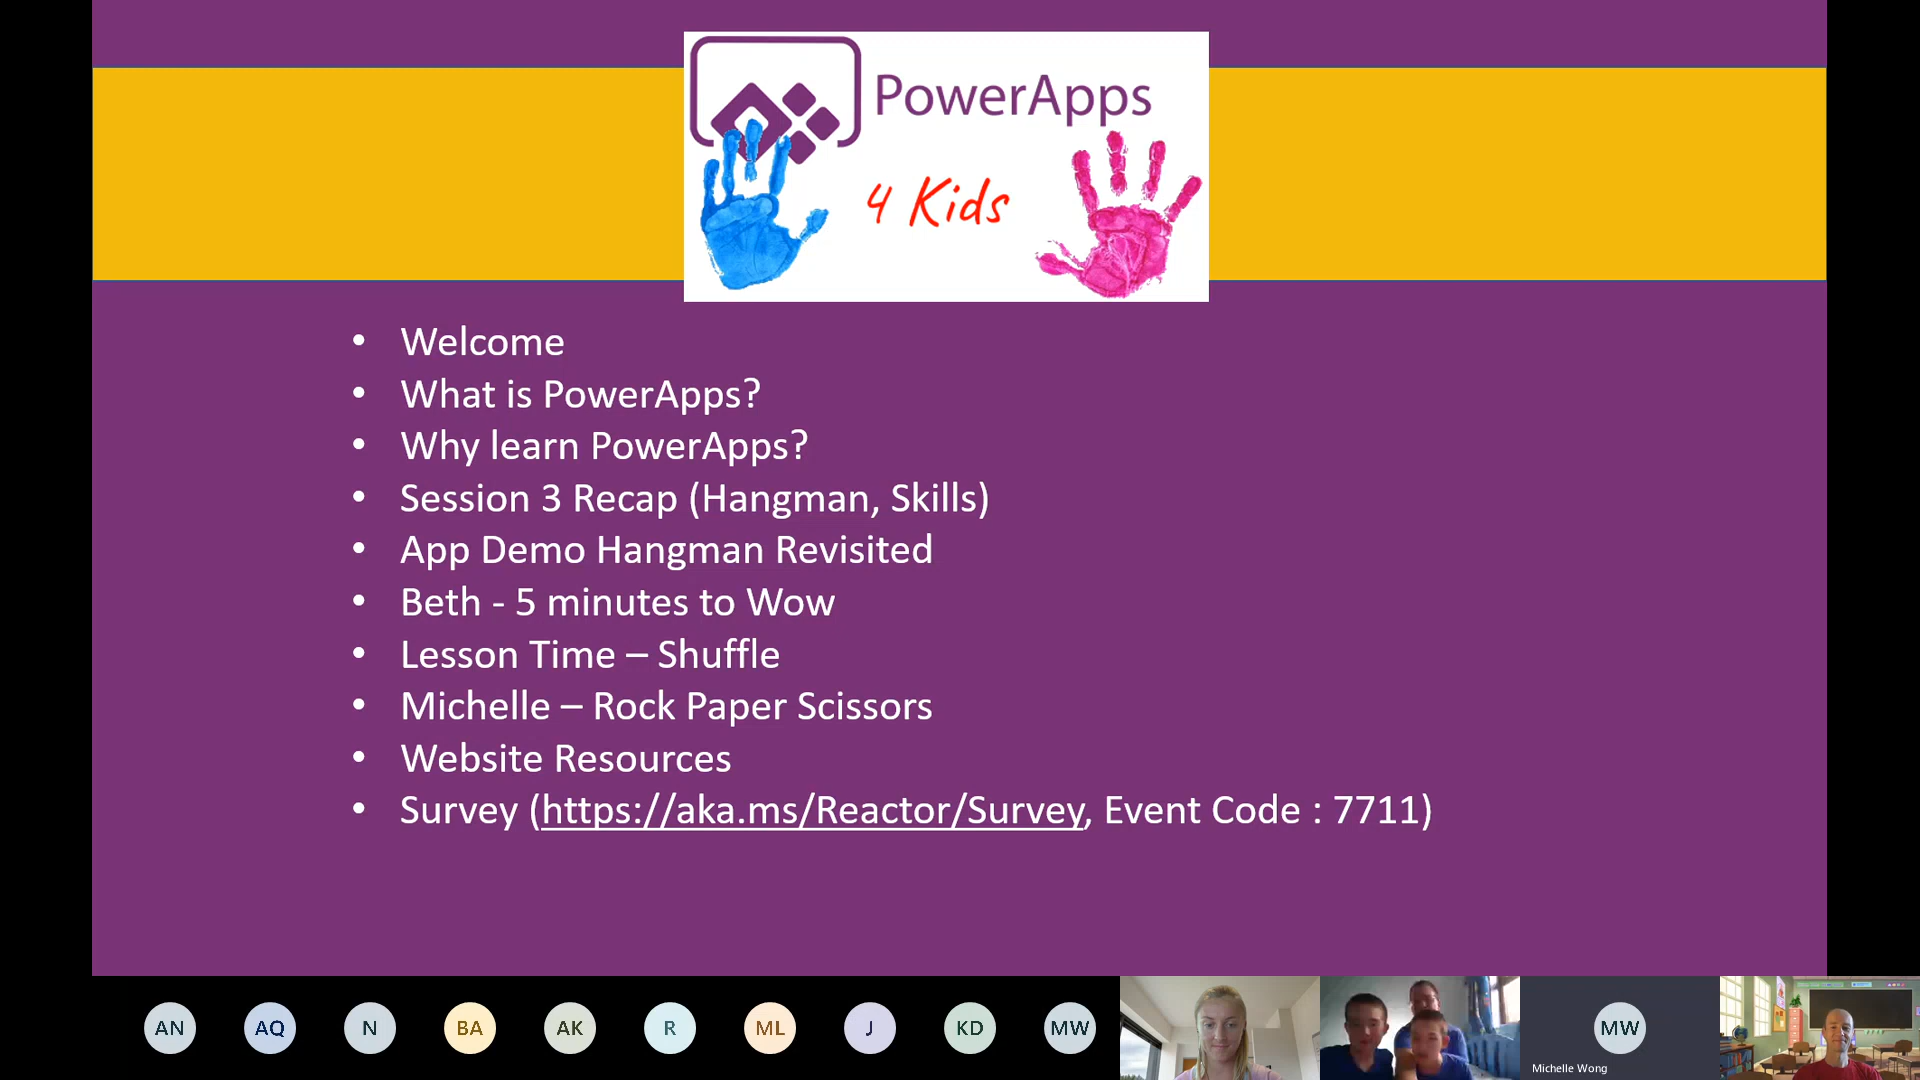 PowerApps
4 Kids
• Welcome
• What is PowerApps?
• Why learn PowerApps?
• Session 3 Recap (Hangman, Skills)
• App Demo Hangman Revisited
• Beth - 5 minutes to Wow
• Lesson Time – Shuffle
• Michelle – Rock Paper Scissors
• Website Resources
• Survey (https://aka.ms/Reactor/Survey, Event Code : 7711)
AN AQ N BA AK R ML J KD MW MW
Michelle Wong